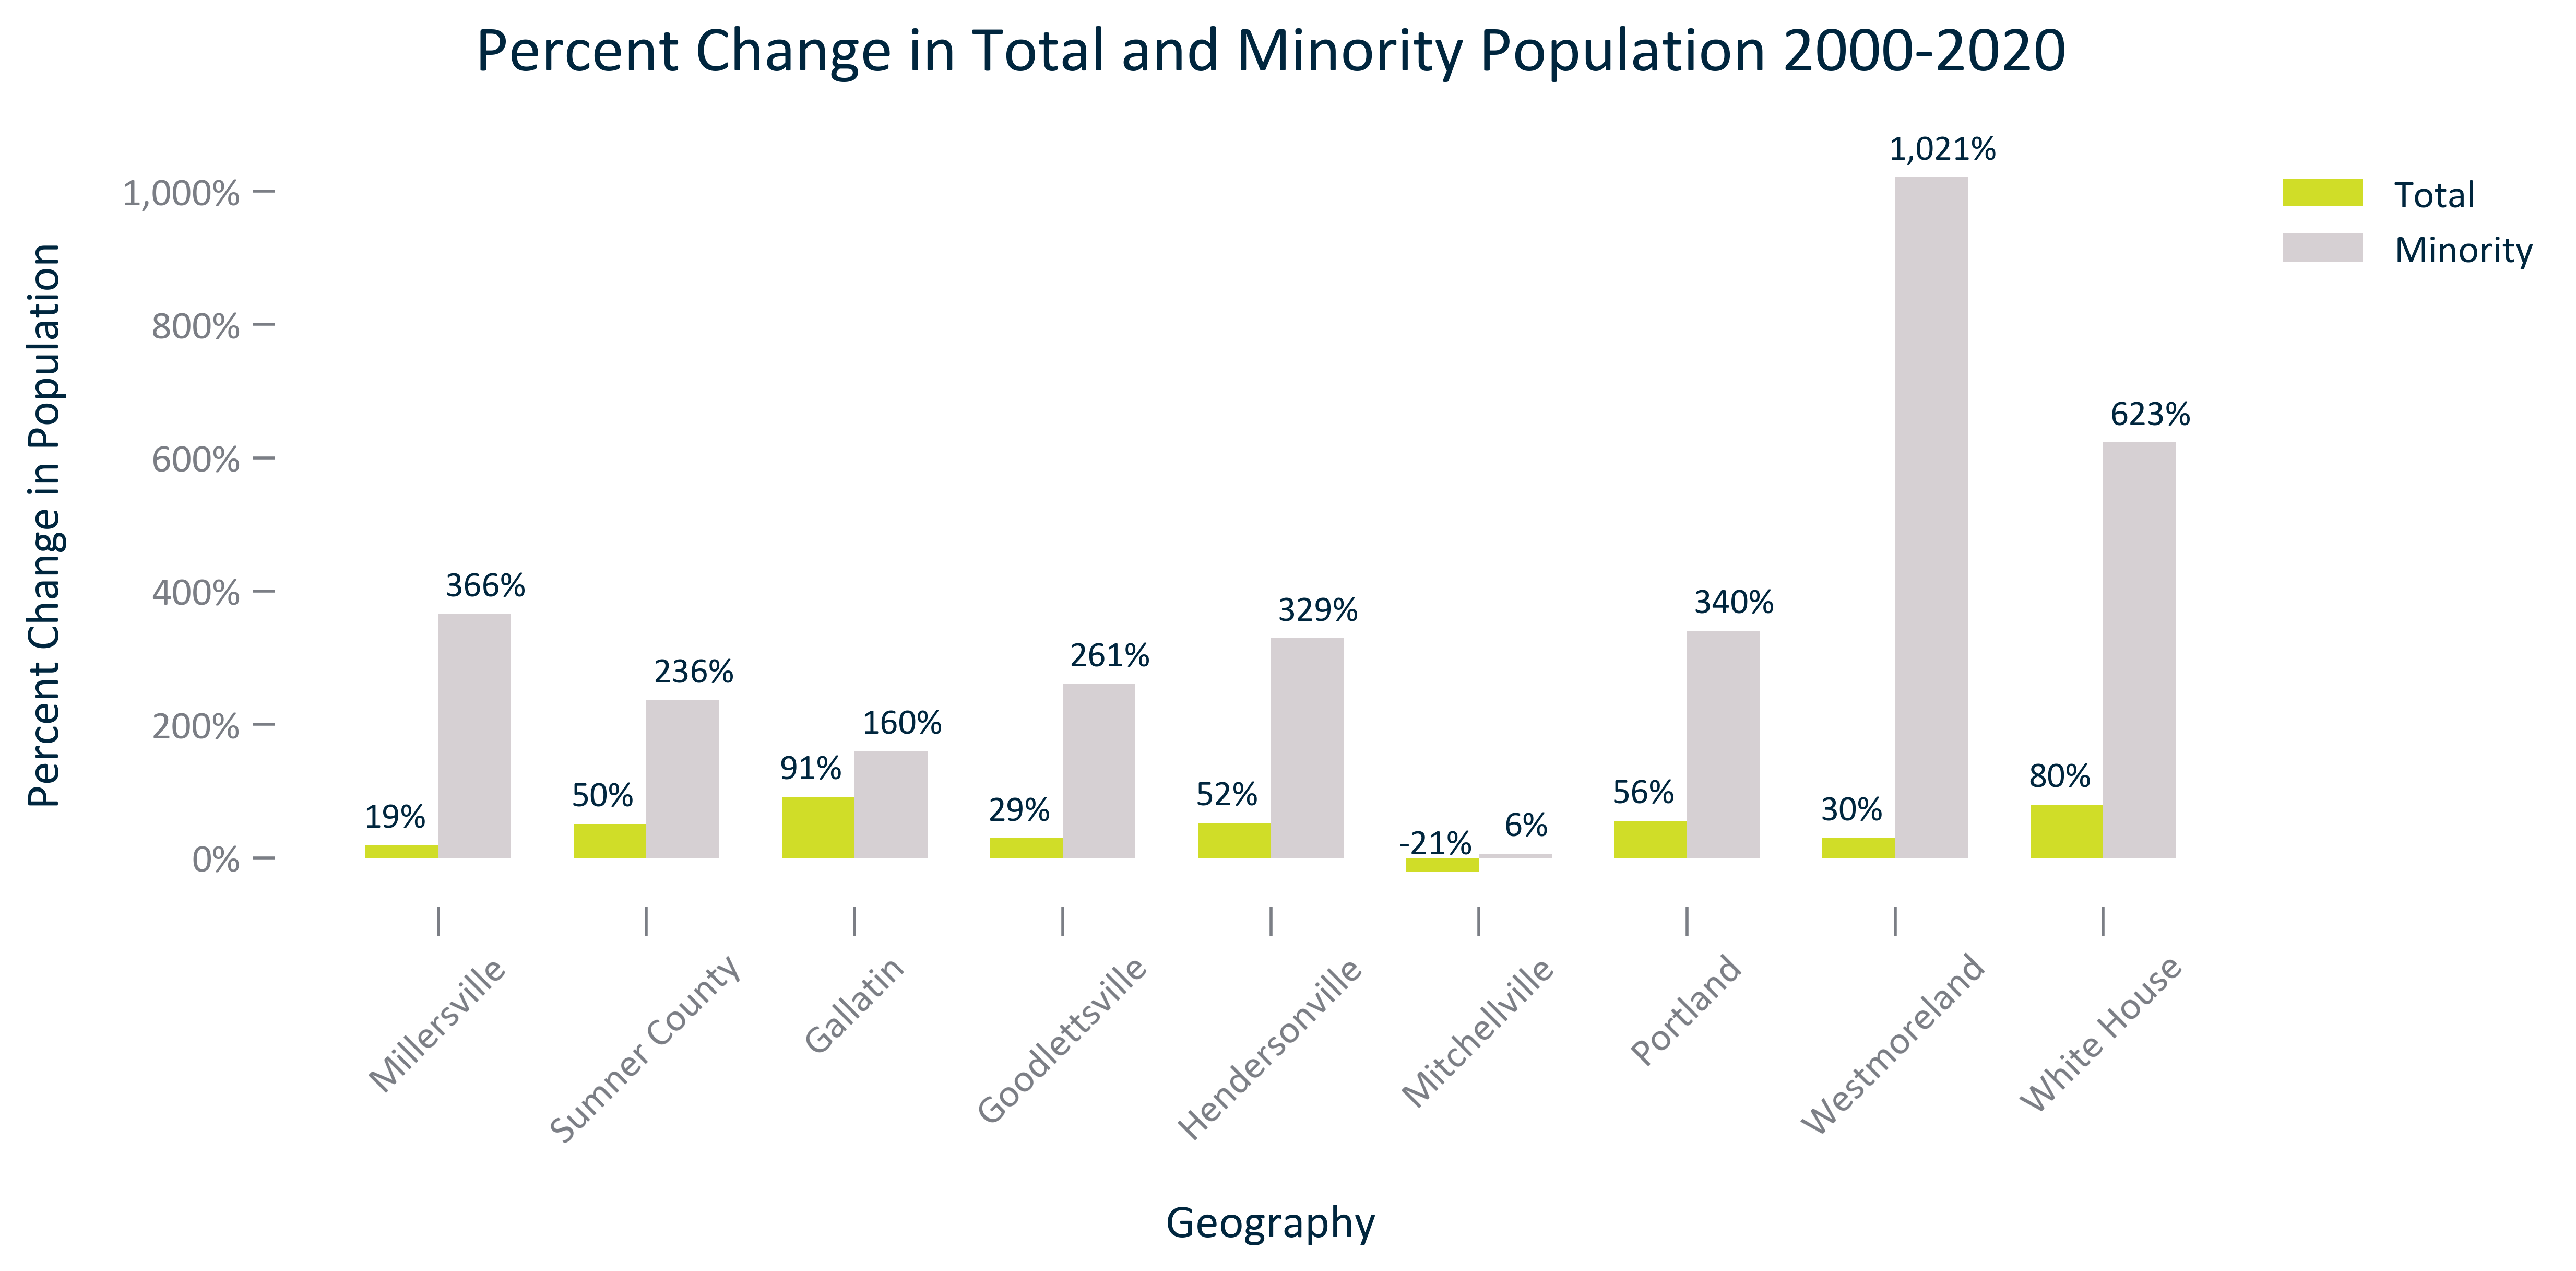 Percent Change in Total and Minority Population 2000-2020
Percent Change in Population
1,000%
800%
600%
400%
200%
0%
19%
366%
50%
236%
91%
160%
29%
261%
52%
329%
-21%
6%
56%
340%
30%
1,021%
80%
623%
Total
Minority
Millersville
Sumner County
Gallatin
Goodlettsville
Hendersonville
Mitchellville
Portland
Westmoreland
White House
Geography